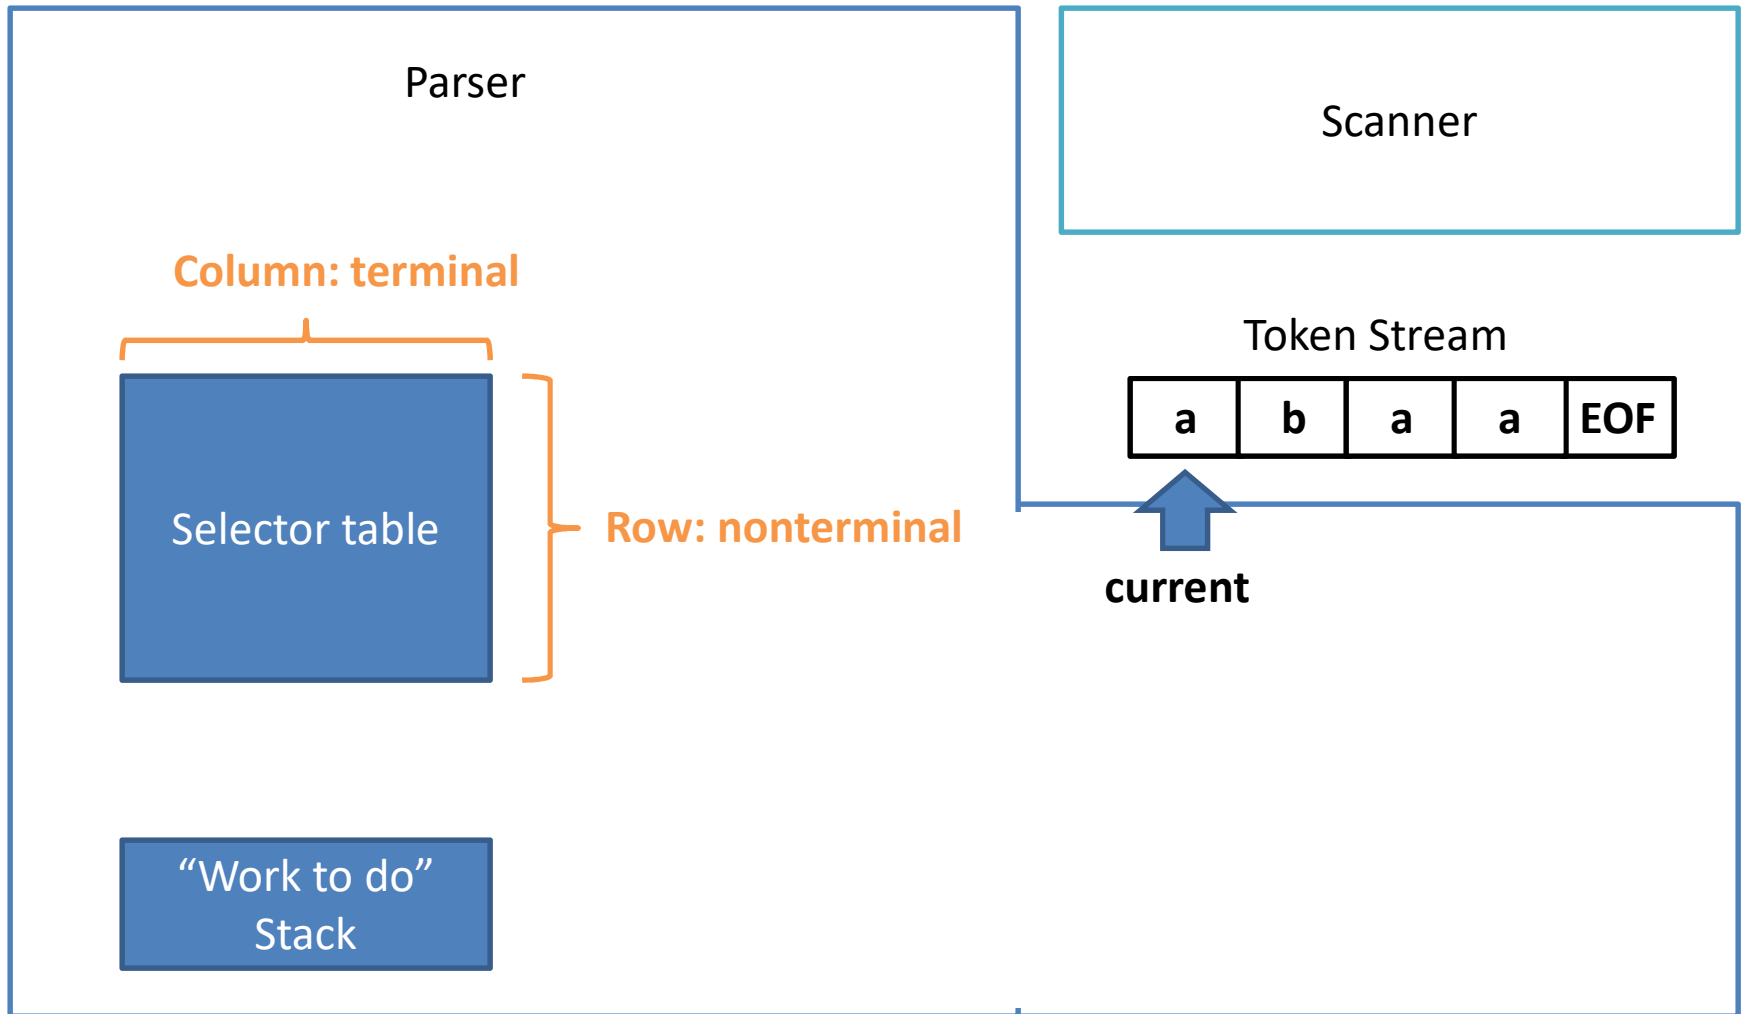 Parser
Scanner
Column: terminal
Token Stream
a b a a EOF
Selector table
Row: nonterminal
current
“Work to do”
Stack